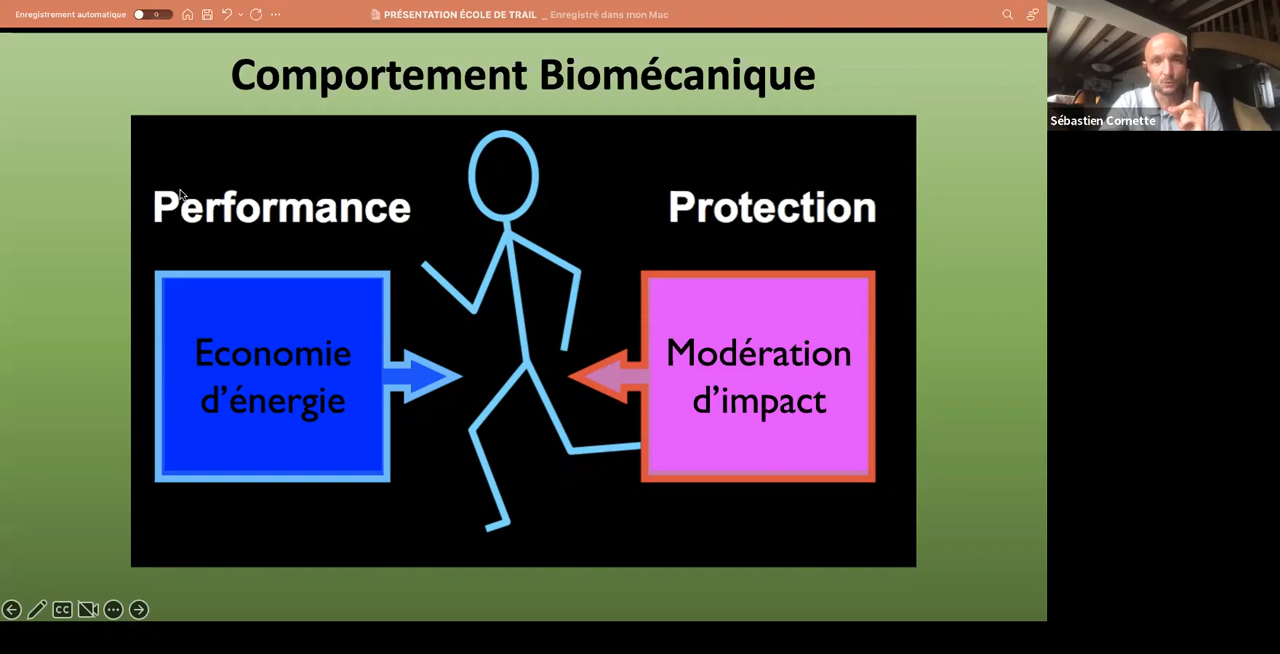 Enregistrement automatique
PRÉSENTATION ÉCOLE DE TRAIL _ Enregistré dans mon Mac
Comportement Biomécanique
Sébastien Cornette
Performance
Protection
Economie
d'énergie
Modération
d'impact
CC